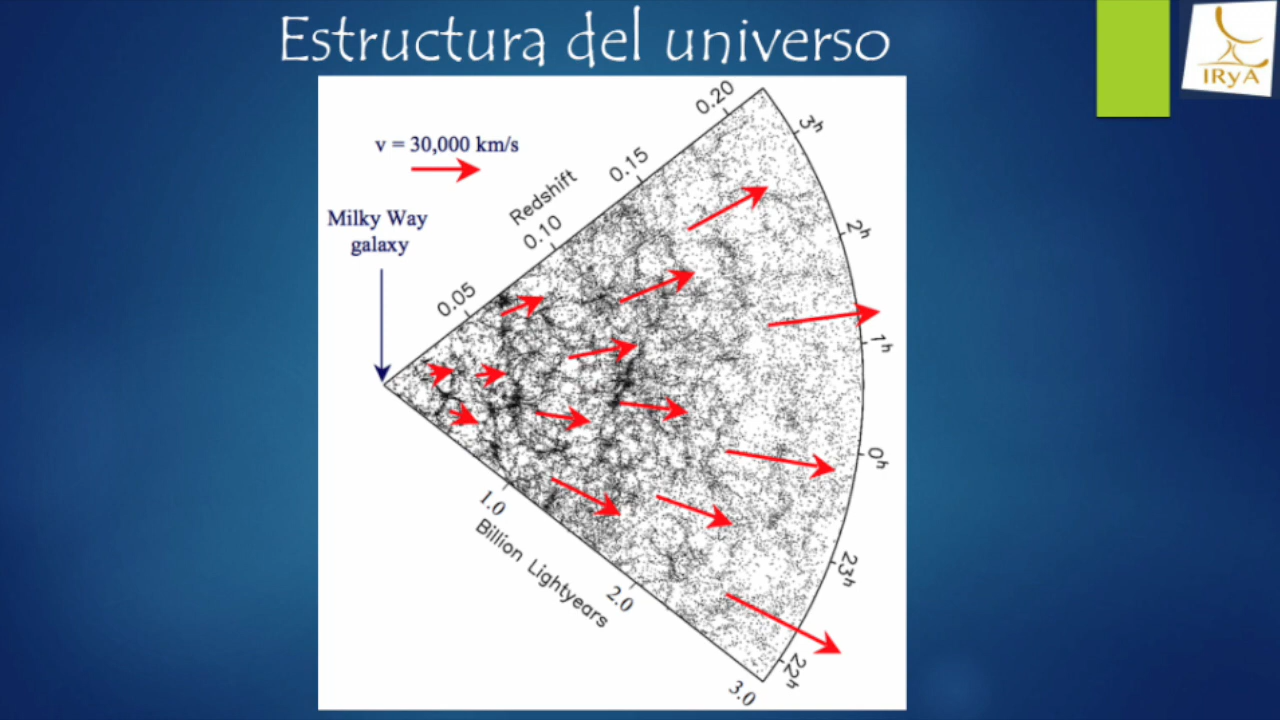 Estructura del universo
IRyA
v = 30,000 km/s
Milky Way
galaxy
Redshift
0.05
0.10
0.15
0.20
3h
2h
1h
0h
23h
22h
1.0
2.0
3.0
Billion Lightyears